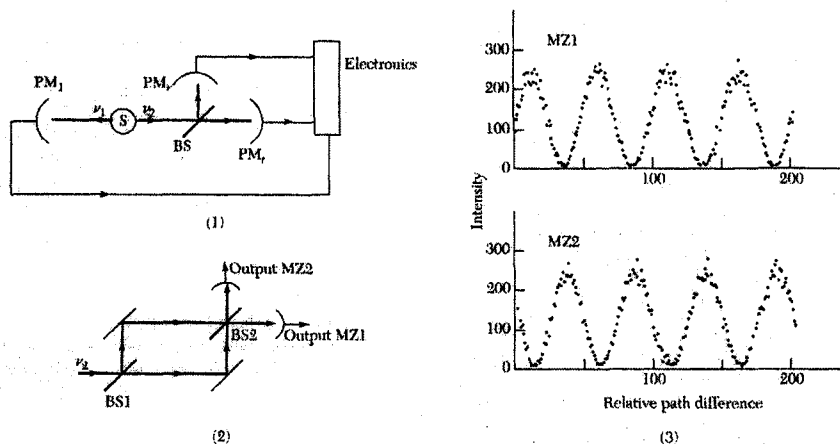 PM₁
ν₁
S
ν₂
PMₜ
BS
PMᵣ
Electronics
(1)
Output MZ2
BS2
Output MZ1
ν₂
BS1
(2)
Intensity
MZ1
300
200
100
0
100
200
MZ2
300
200
100
0
100
200
Relative path difference
(3)